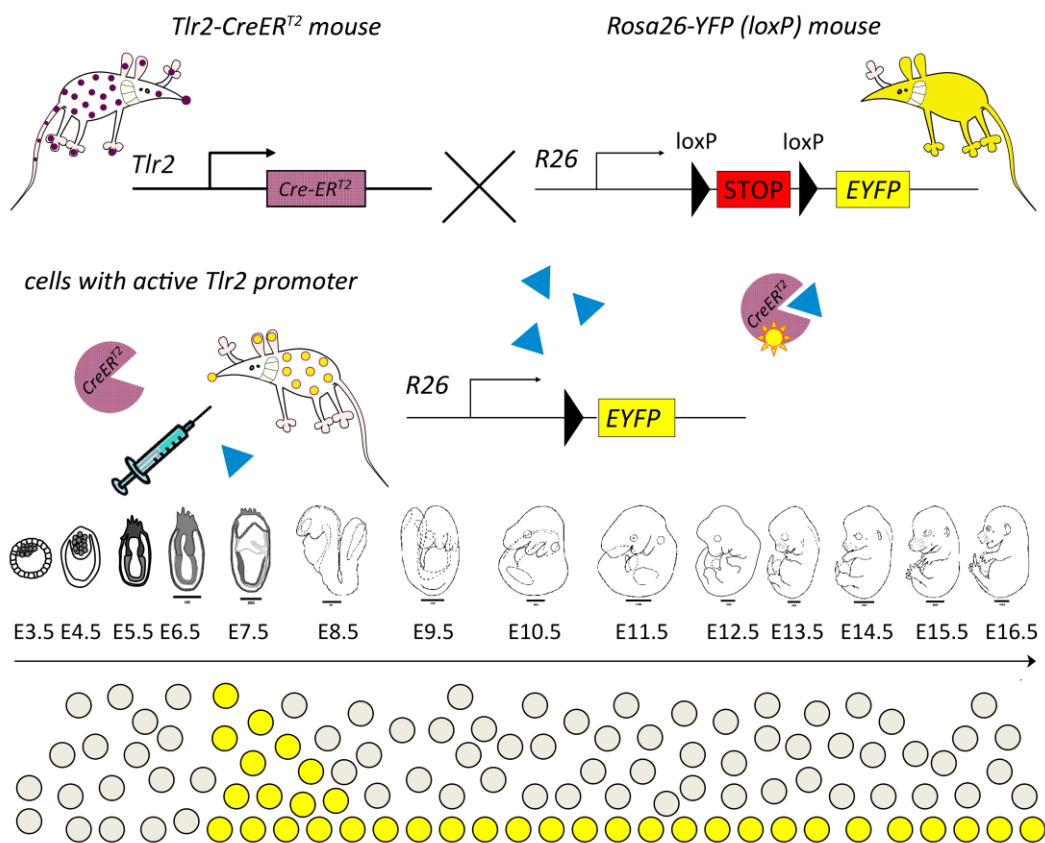 Tlr2-CreER^T2 mouse Rosa26-YFP (loxP) mouse
loxP loxP
Tlr2 R26
Cre-ER^T2 STOP EYFP
cells with active Tlr2 promoter
CreER^T2
CreER^T2
R26
EYFP
E3.5 E4.5 E5.5 E6.5 E7.5 E8.5 E9.5 E10.5 E11.5 E12.5 E13.5 E14.5 E15.5 E16.5